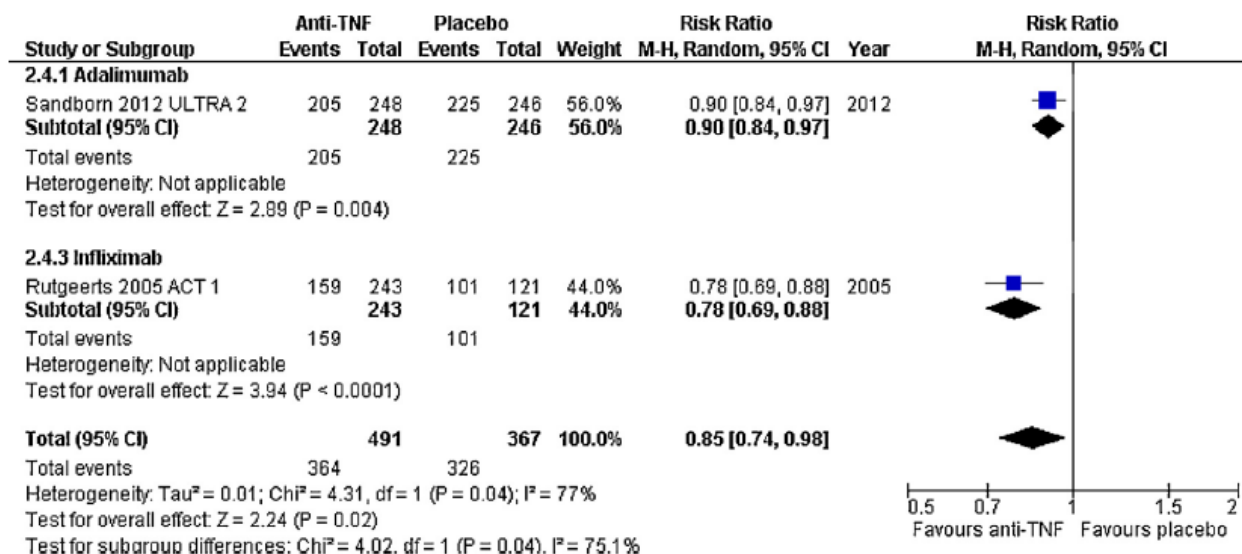 Anti-TNF Placebo Risk Ratio Risk Ratio
Study or Subgroup Events Total Events Total Weight M-H, Random, 95% CI Year M-H, Random, 95% CI
2.4.1 Adalimumab
Sandborn 2012 ULTRA 2 205 248 225 246 56.0% 0.90 [0.84, 0.97] 2012
Subtotal (95% CI) 248 246 56.0% 0.90 [0.84, 0.97]
Total events 205 225
Heterogeneity: Not applicable
Test for overall effect: Z = 2.89 (P = 0.004)
2.4.3 Infliximab
Rutgeerts 2005 ACT 1 159 243 101 121 44.0% 0.78 [0.69, 0.88] 2005
Subtotal (95% CI) 243 121 44.0% 0.78 [0.69, 0.88]
Total events 159 101
Heterogeneity: Not applicable
Test for overall effect: Z = 3.94 (P < 0.0001)
Total (95% CI) 491 367 100.0% 0.85 [0.74, 0.98]
Total events 364 326
Heterogeneity: Tau² = 0.01; Chi² = 4.31, df = 1 (P = 0.04); I² = 77%
Test for overall effect: Z = 2.24 (P = 0.02)
Test for subgroup differences: Chi² = 4.02, df = 1 (P = 0.04), I² = 75.1%
0.5 0.7 1 1.5 2
Favours anti-TNF Favours placebo